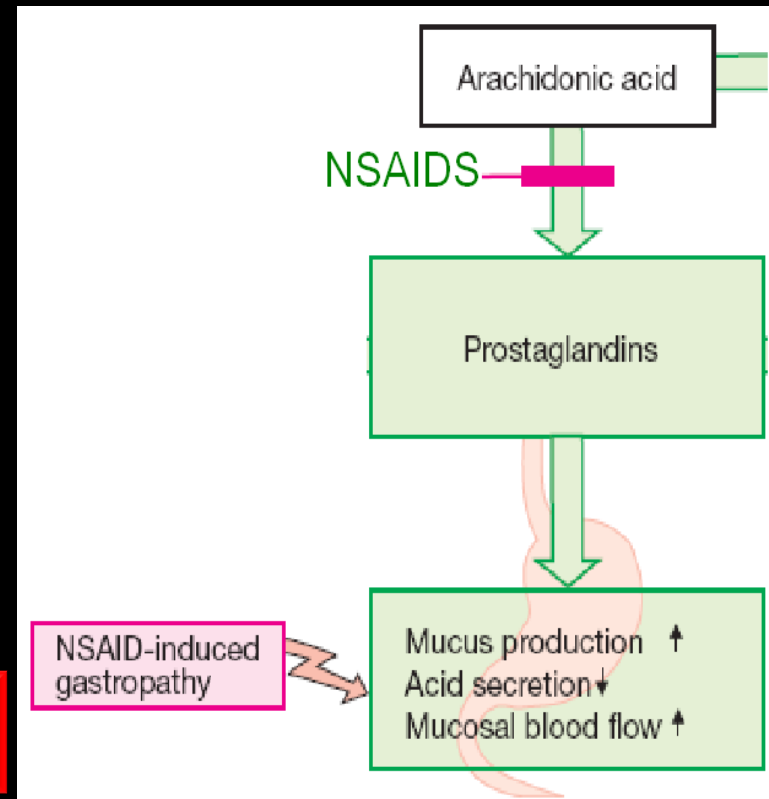 Arachidonic acid
NSAIDS
Prostaglandins
NSAID-induced
gastropathy
Mucus production ↑
Acid secretion↓
Mucosal blood flow ↑